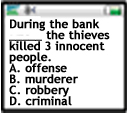 During the bank
_____ the thieves
killed 3 innocent
people.
A. offense
B. murderer
C. robbery
D. criminal